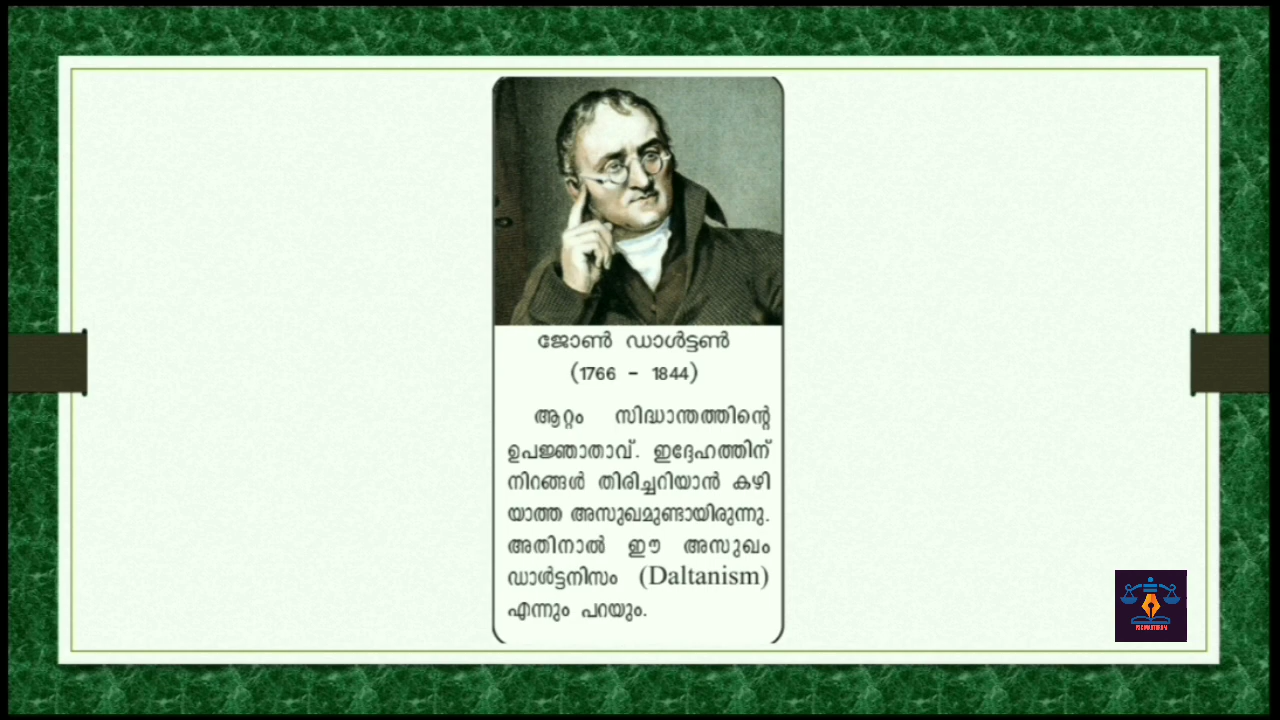 ജോൺ ഡാൾട്ടൺ
(1766 - 1844)
ആറ്റം സിദ്ധാന്തത്തിന്റെ
ഉപജ്ഞാതാവ്. ഇദ്ദേഹത്തിന്
നിറങ്ങൾ തിരിച്ചറിയാൻ കഴി
യാത്ത അസുഖമുണ്ടായിരുന്നു.
അതിനാൽ ഈ അസുഖം
ഡാൾട്ടനിസം (Daltanism)
എന്നും പറയും.